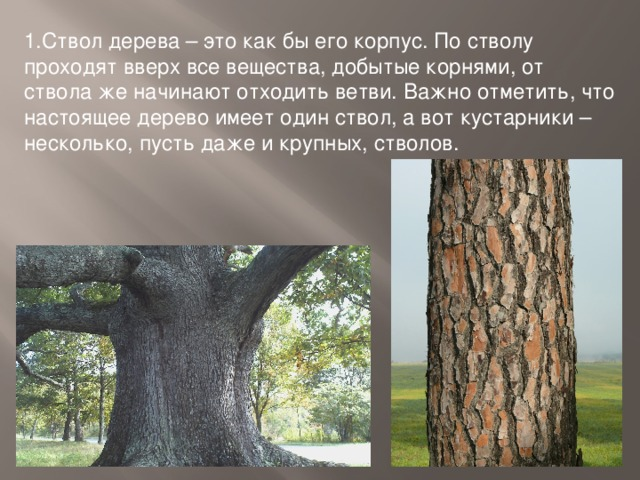 1.Ствол дерева – это как бы его корпус. По стволу
проходят вверх все вещества, добытые корнями, от
ствола же начинают отходить ветви. Важно отметить, что
настоящее дерево имеет один ствол, а вот кустарники –
несколько, пусть даже и крупных, стволов.